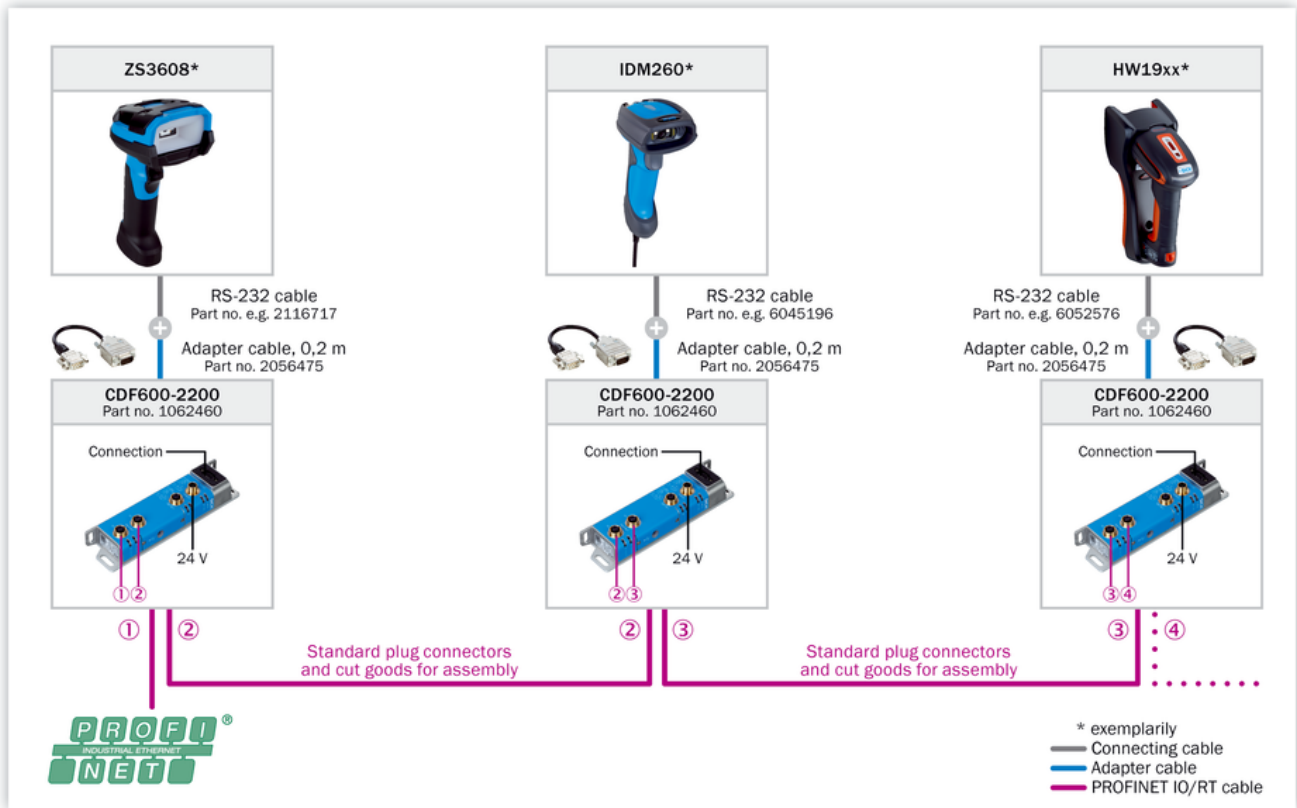 ZS3608*
IDM260*
HW19xx*
RS-232 cable
Part no. e.g. 2116717
Adapter cable, 0,2 m
Part no. 2056475
RS-232 cable
Part no. e.g. 6045196
Adapter cable, 0,2 m
Part no. 2056475
RS-232 cable
Part no. e.g. 6052576
Adapter cable, 0,2 m
Part no. 2056475
CDF600-2200
Part no. 1062460
Connection
24 V
①②
CDF600-2200
Part no. 1062460
Connection
24 V
②③
CDF600-2200
Part no. 1062460
Connection
24 V
③④
① ②
② ③
③ ④
Standard plug connectors
and cut goods for assembly
Standard plug connectors
and cut goods for assembly
PROFI®
INDUSTRIAL ETHERNET
NET
* exemplarily
Connecting cable
Adapter cable
PROFINET IO/RT cable